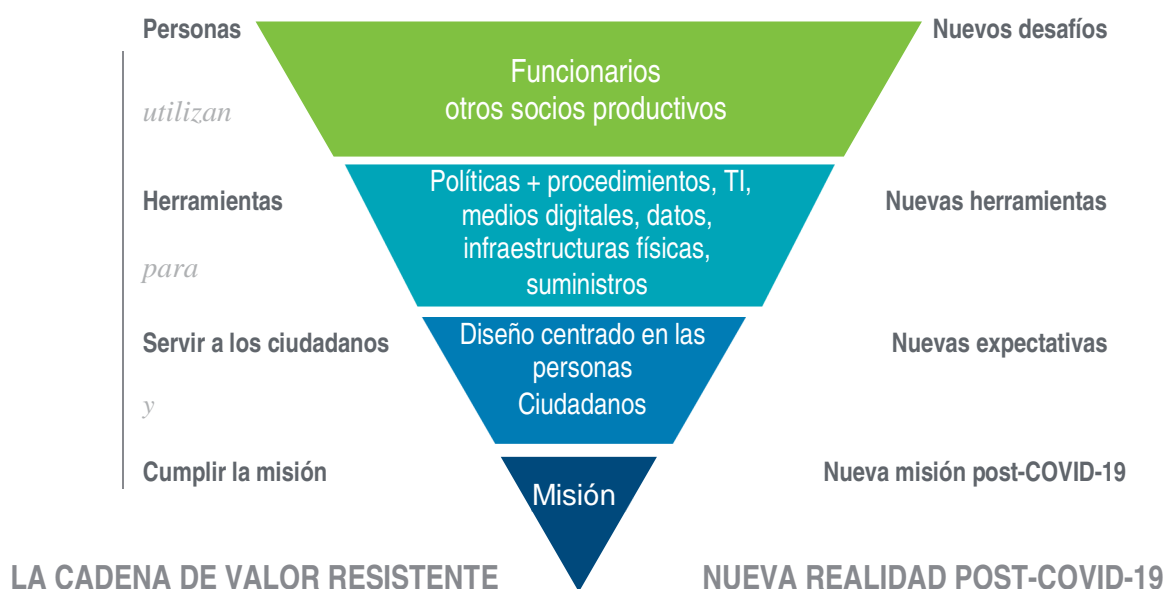 Personas
Nuevos desafíos
Funcionarios
otros socios productivos
utilizan
Herramientas
Políticas + procedimientos, TI,
medios digitales, datos,
infraestructuras físicas,
suministros
Nuevas herramientas
para
Servir a los ciudadanos
Diseño centrado en las
personas
Ciudadanos
Nuevas expectativas
y
Cumplir la misión
Misión
Nueva misión post-COVID-19
LA CADENA DE VALOR RESISTENTE
NUEVA REALIDAD POST-COVID-19